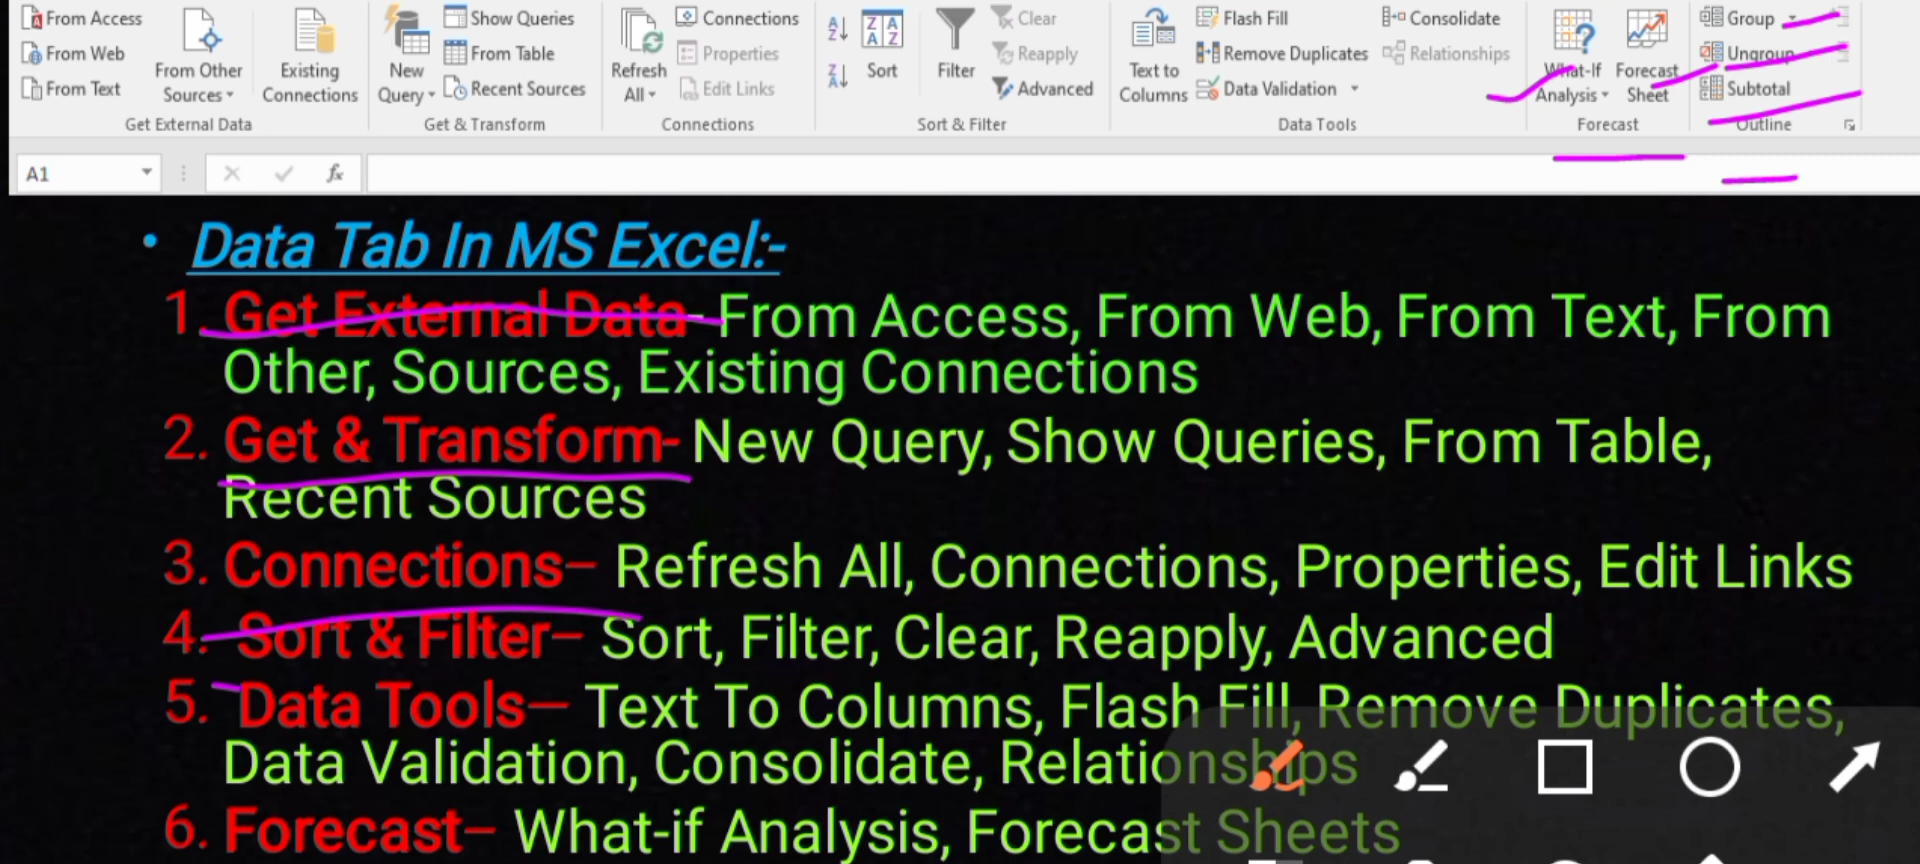 From Access
From Web
From Text
From Other
Sources
Existing
Connections
Get External Data
New
Query
Show Queries
From Table
Recent Sources
Get & Transform
Refresh
All
Connections
Properties
Edit Links
Connections
Sort
Filter
Clear
Reapply
Advanced
Sort & Filter
Text to
Columns
Flash Fill
Remove Duplicates
Data Validation
Consolidate
Relationships
Data Tools
What-If
Analysis
Forecast
Sheet
Forecast
Group
Ungroup
Subtotal
Outline
A1
fx
• Data Tab In MS Excel:-
1. Get External Data- From Access, From Web, From Text, From
Other, Sources, Existing Connections
2. Get & Transform- New Query, Show Queries, From Table,
Recent Sources
3. Connections– Refresh All, Connections, Properties, Edit Links
4. Sort & Filter– Sort, Filter, Clear, Reapply, Advanced
5. Data Tools— Text To Columns, Flash Fill, Remove Duplicates,
Data Validation, Consolidate, Relationships
6. Forecast– What-if Analysis, Forecast Sheets